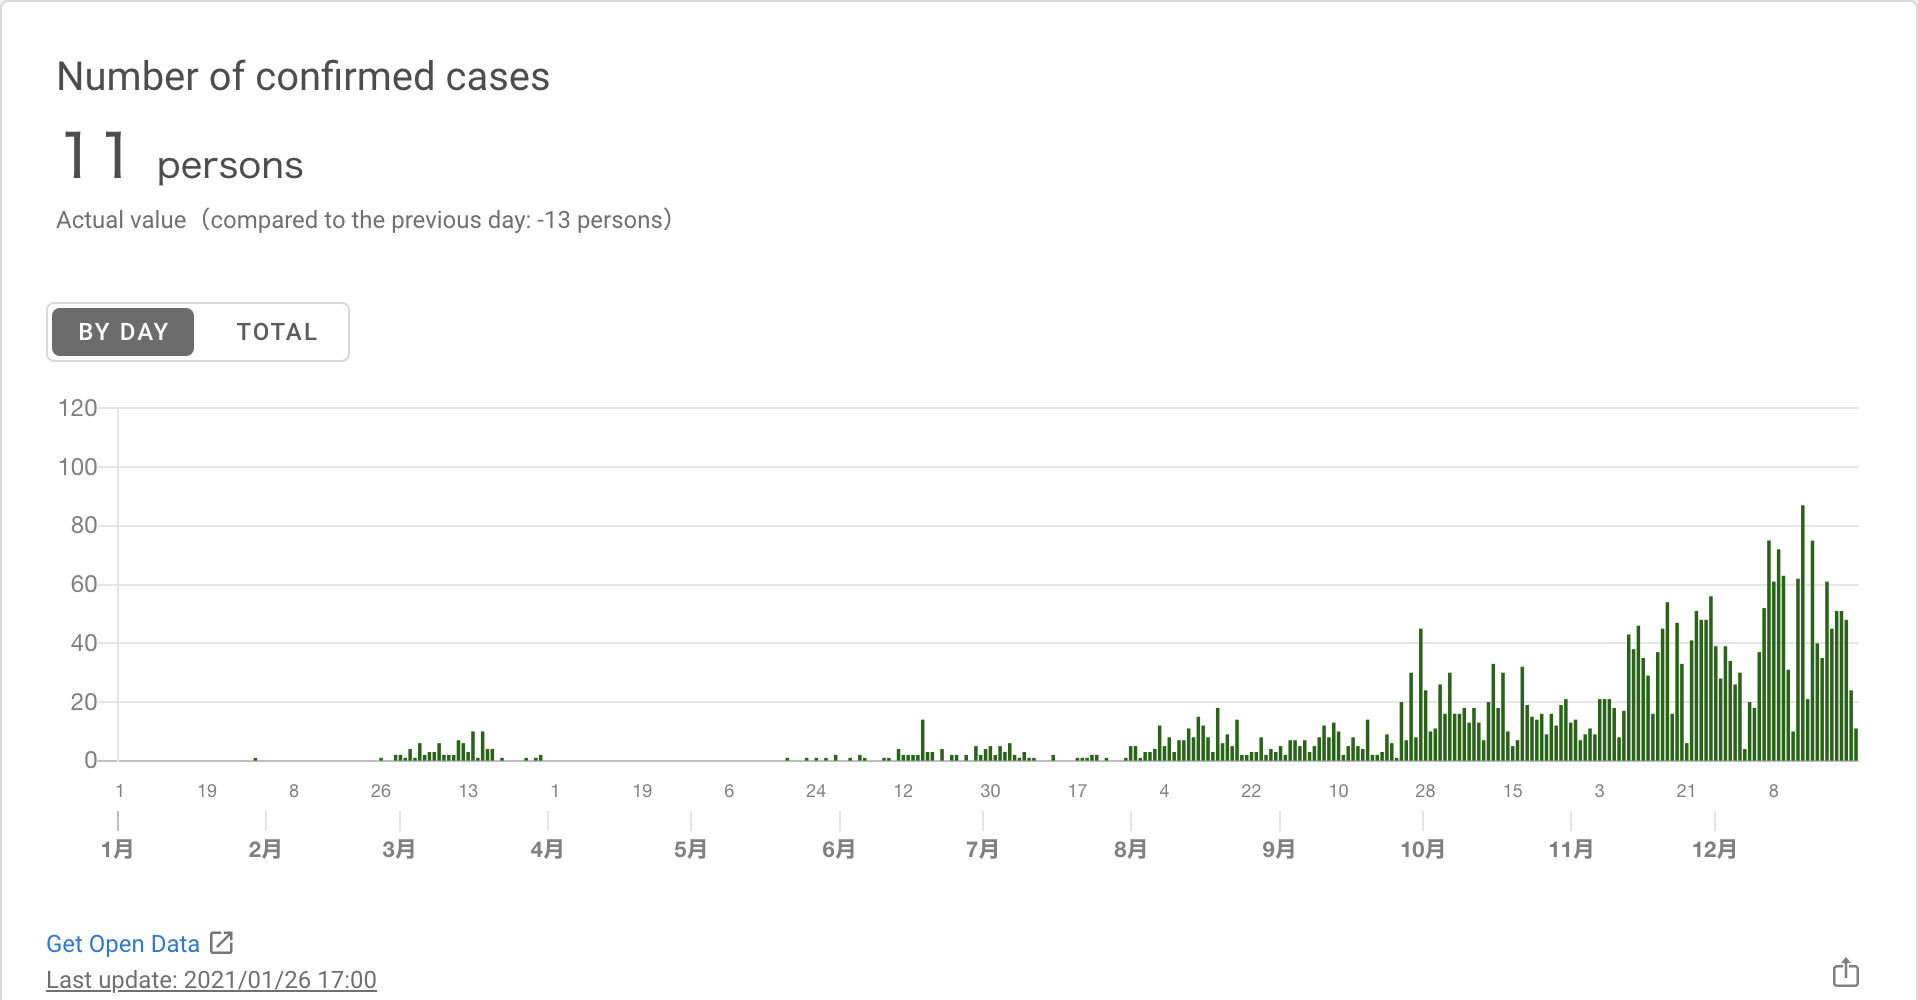 Number of confirmed cases
11 persons
Actual value（compared to the previous day: -13 persons）
BY DAY TOTAL
120
100
80
60
40
20
0
1 19 8 26 13 1 19 6 24 12 30 17 4 22 10 28 15 3 21 8
1月 2月 3月 4月 5月 6月 7月 8月 9月 10月 11月 12月
Get Open Data
Last update: 2021/01/26 17:00